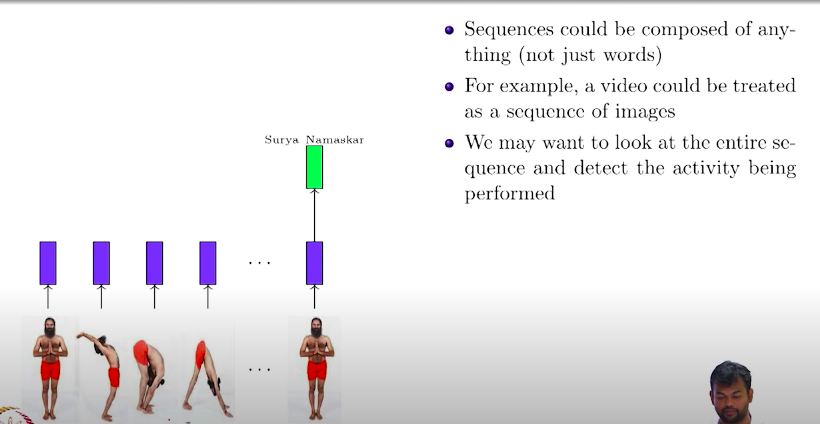 Sequences could be composed of any-
thing (not just words)
For example, a video could be treated
as a sequence of images
We may want to look at the entire se-
quence and detect the activity being
performed
Surya Namaskar
. . .
. . .